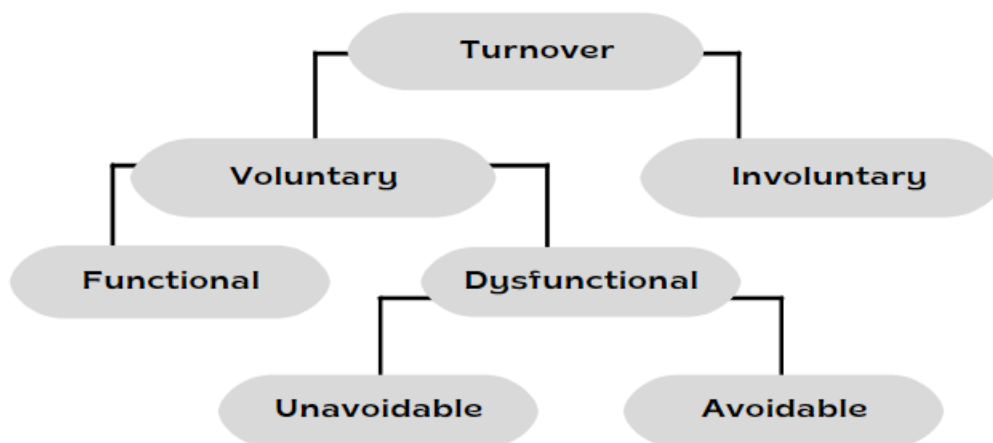 Turnover
Voluntary
Involuntary
Functional
Dysfunctional
Unavoidable
Avoidable